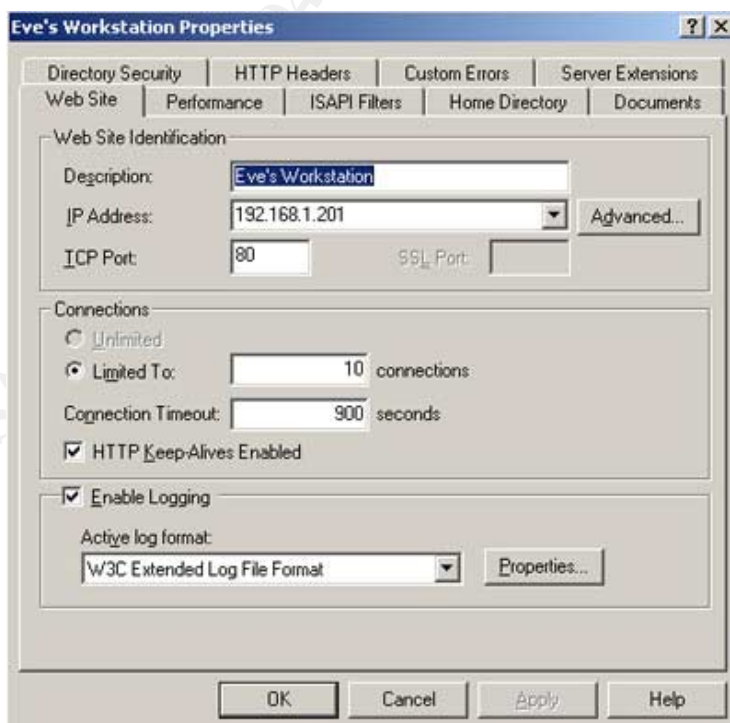 Eve's Workstation Properties
Directory Security HTTP Headers Custom Errors Server Extensions
Web Site Performance ISAPI Filters Home Directory Documents
Web Site Identification
Description: Eve's Workstation
IP Address: 192.168.1.201 Advanced...
TCP Port: 80 SSL Port:
Connections
Unlimited
Limited To: 10 connections
Connection Timeout: 900 seconds
HTTP Keep-Alives Enabled
Enable Logging
Active log format:
W3C Extended Log File Format Properties...
OK Cancel Apply Help